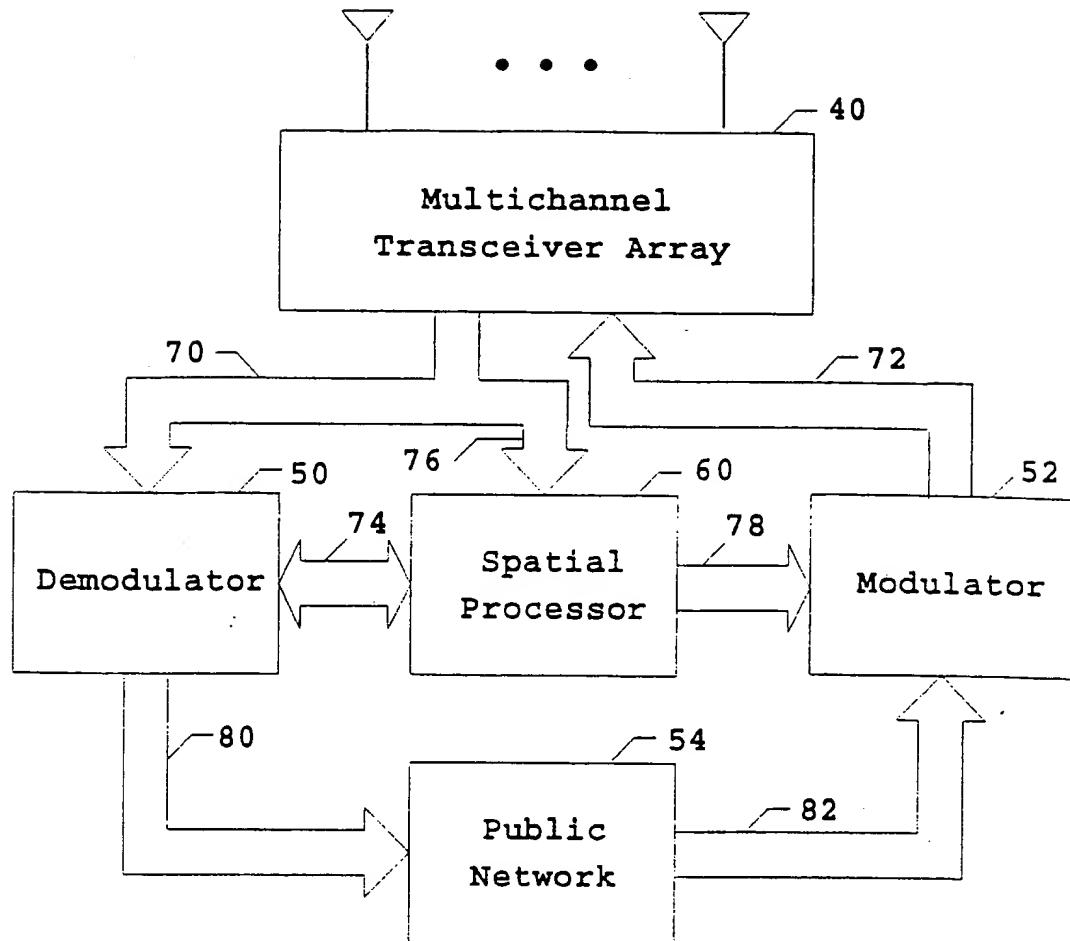 40
Multichannel
Transceiver Array
70
72
76
50
60
52
74
78
Demodulator
Spatial
Processor
Modulator
80
54
82
Public
Network